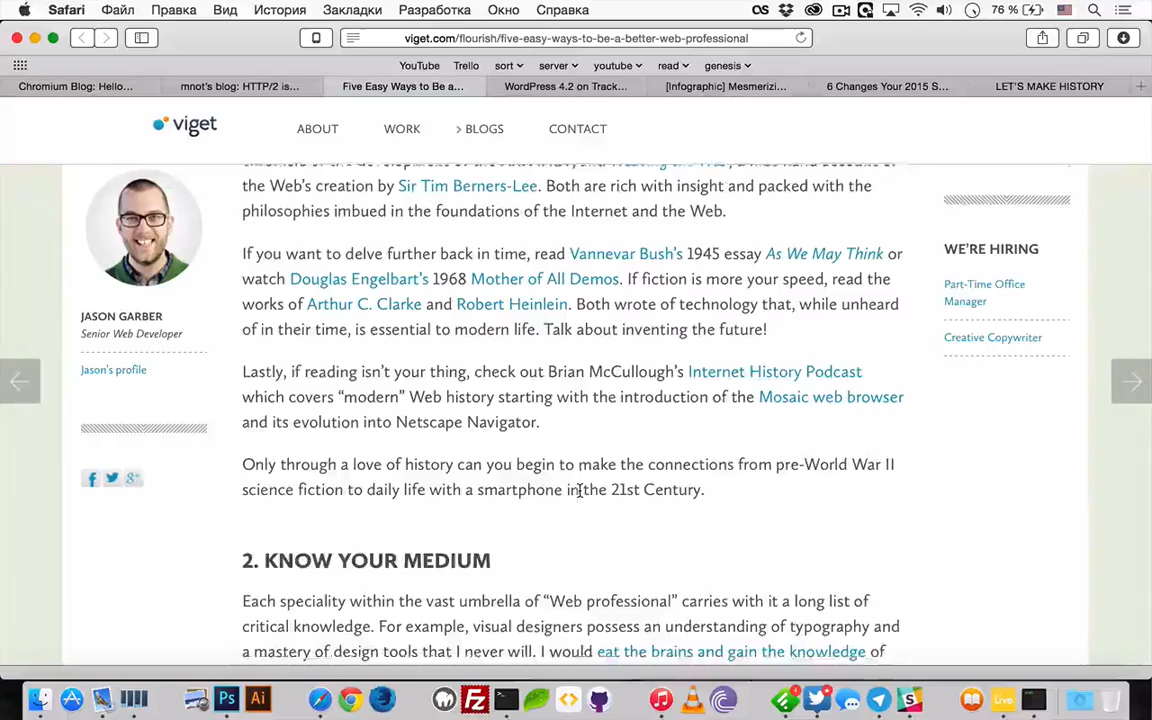 Safari Файл Правка Вид История Закладки Разработка Окно Справка 76 %
viget.com/flourish/five-easy-ways-to-be-a-better-web-professional
YouTube Trello sort server youtube read genesis
Chromium Blog: Hello... mnot's blog: HTTP/2 is... Five Easy Ways to Be a... WordPress 4.2 on Track... [Infographic] Mesmerizi... 6 Changes Your 2015 S... LET'S MAKE HISTORY
viget ABOUT WORK BLOGS CONTACT
the Web's creation by Sir Tim Berners-Lee. Both are rich with insight and packed with the
philosophies imbued in the foundations of the Internet and the Web.
If you want to delve further back in time, read Vannevar Bush's 1945 essay As We May Think or
watch Douglas Engelbart's 1968 Mother of All Demos. If fiction is more your speed, read the
works of Arthur C. Clarke and Robert Heinlein. Both wrote of technology that, while unheard
of in their time, is essential to modern life. Talk about inventing the future!
Lastly, if reading isn't your thing, check out Brian McCullough's Internet History Podcast
which covers “modern” Web history starting with the introduction of the Mosaic web browser
and its evolution into Netscape Navigator.
Only through a love of history can you begin to make the connections from pre-World War II
science fiction to daily life with a smartphone in the 21st Century.
2. KNOW YOUR MEDIUM
Each speciality within the vast umbrella of “Web professional” carries with it a long list of
critical knowledge. For example, visual designers possess an understanding of typography and
a mastery of design tools that I never will. I would eat the brains and gain the knowledge of
JASON GARBER
Senior Web Developer
Jason's profile
WE'RE HIRING
Part-Time Office
Manager
Creative Copywriter
Ps Ai Fz Live